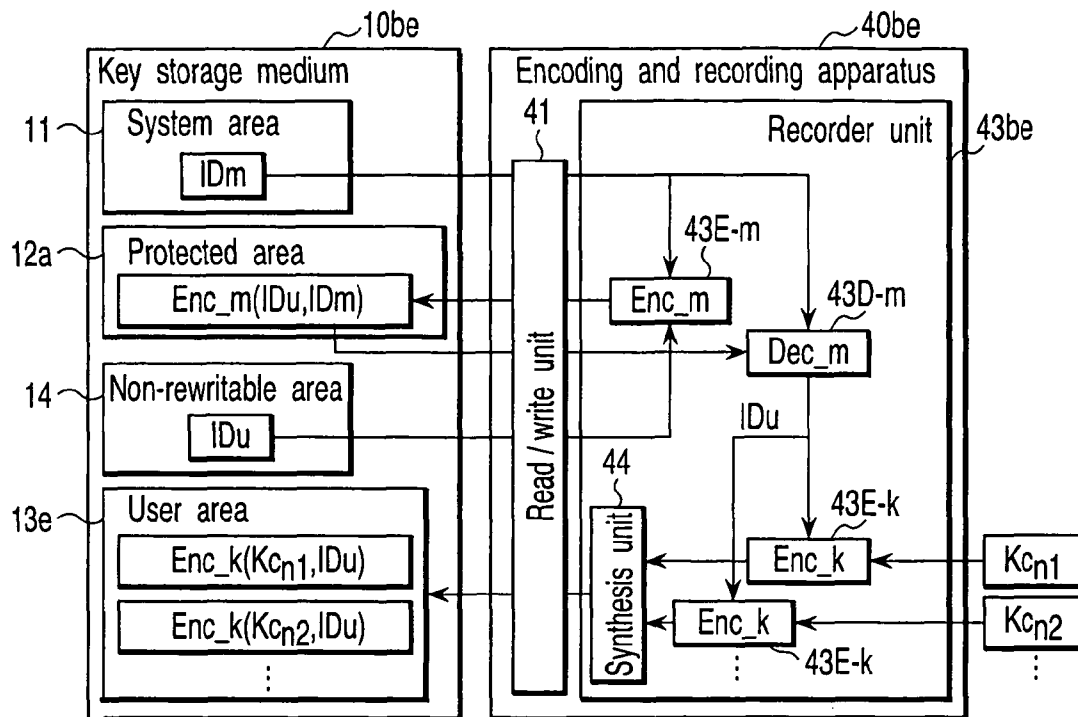 10be
40be
Key storage medium
Encoding and recording apparatus
11
System area
41
Recorder unit
43be
IDm
12a
Protected area
43E-m
Enc_m(IDu,IDm)
Enc_m
43D-m
Dec_m
14
Non-rewritable area
IDu
IDu
Read/write unit
44
13e
User area
Synthesis unit
43E-k
Enc_k(Kcn1,IDu)
Enc_k
Kcn1
Enc_k(Kcn2,IDu)
Enc_k
Kcn2
43E-k